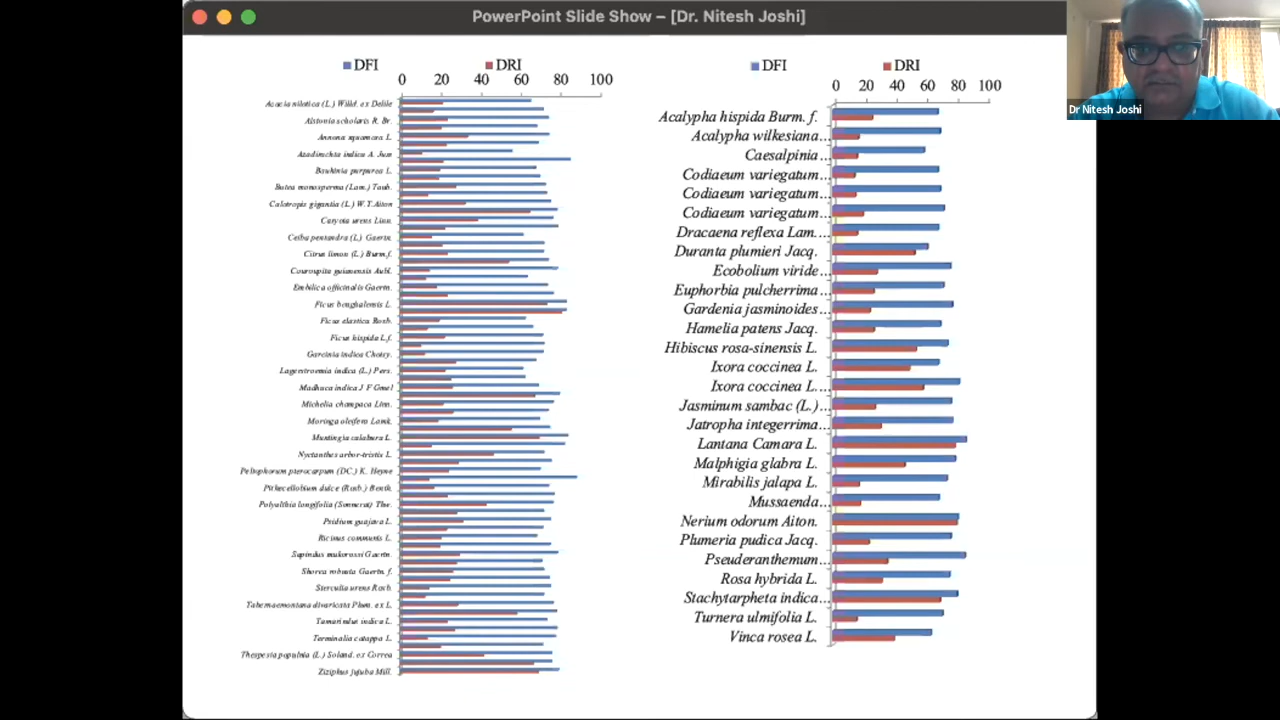 PowerPoint Slide Show – [Dr. Nitesh Joshi]
DFI DRI
0 20 40 60 80 100
Acacia nilotica (L.) Willd. ex Delile
Alstonia scholaris R. Br.
Annona squamosa L.
Azadirachta indica A. Juss
Bauhinia purpurea L.
Butea monosperma (Lam.) Taub.
Calotropis gigantia (L.) W.T.Aiton
Caryota urens Linn.
Ceiba pentandra (L.) Gaertn.
Citrus limon (L.) Burm.f.
Couroupita guianensis Aubl.
Emblica officinalis Gaertn.
Ficus benghalensis L.
Ficus elastica Roxb.
Ficus hispida L.f.
Garcinia indica Choisy.
Lagerstroemia indica (L.) Pers.
Madhuca indica J F Gmel
Michelia champaca Linn.
Moringa oleifera Lamk.
Muntingia calabura L.
Nyctanthes arbor-tristis L.
Peltophorum pterocarpum (DC.) K. Heyne
Pithecellobium dulce (Roxb.) Benth.
Polyalthia longifolia (Sonnerat) Thw.
Psidium guajava L.
Ricinus communis L.
Sapindus mukorossi Gaertn.
Shorea robusta Gaertn. f.
Sterculia urens Roxb.
Tabernaemontana divaricata Plum. ex L.
Tamarindus indica L.
Terminalia catappa L.
Thespesia populnia (L.) Soland. ex Correa
Ziziphus jujuba Mill.
DFI DRI
0 20 40 60 80 100
Acalypha hispida Burm. f.
Acalypha wilkesiana...
Caesalpinia...
Codiaeum variegatum...
Codiaeum variegatum...
Codiaeum variegatum...
Dracaena reflexa Lam....
Duranta plumieri Jacq.
Ecobolium viride...
Euphorbia pulcherrima...
Gardenia jasminoides...
Hamelia patens Jacq.
Hibiscus rosa-sinensis L.
Ixora coccinea L.
Ixora coccinea L.
Jasminum sambac (L.)...
Jatropha integerrima...
Lantana Camara L.
Malphigia glabra L.
Mirabilis jalapa L.
Mussaenda...
Nerium odorum Aiton.
Plumeria pudica Jacq.
Pseuderanthemum...
Rosa hybrida L.
Stachytarpheta indica...
Turnera ulmifolia L.
Vinca rosea L.
Dr Nitesh Joshi